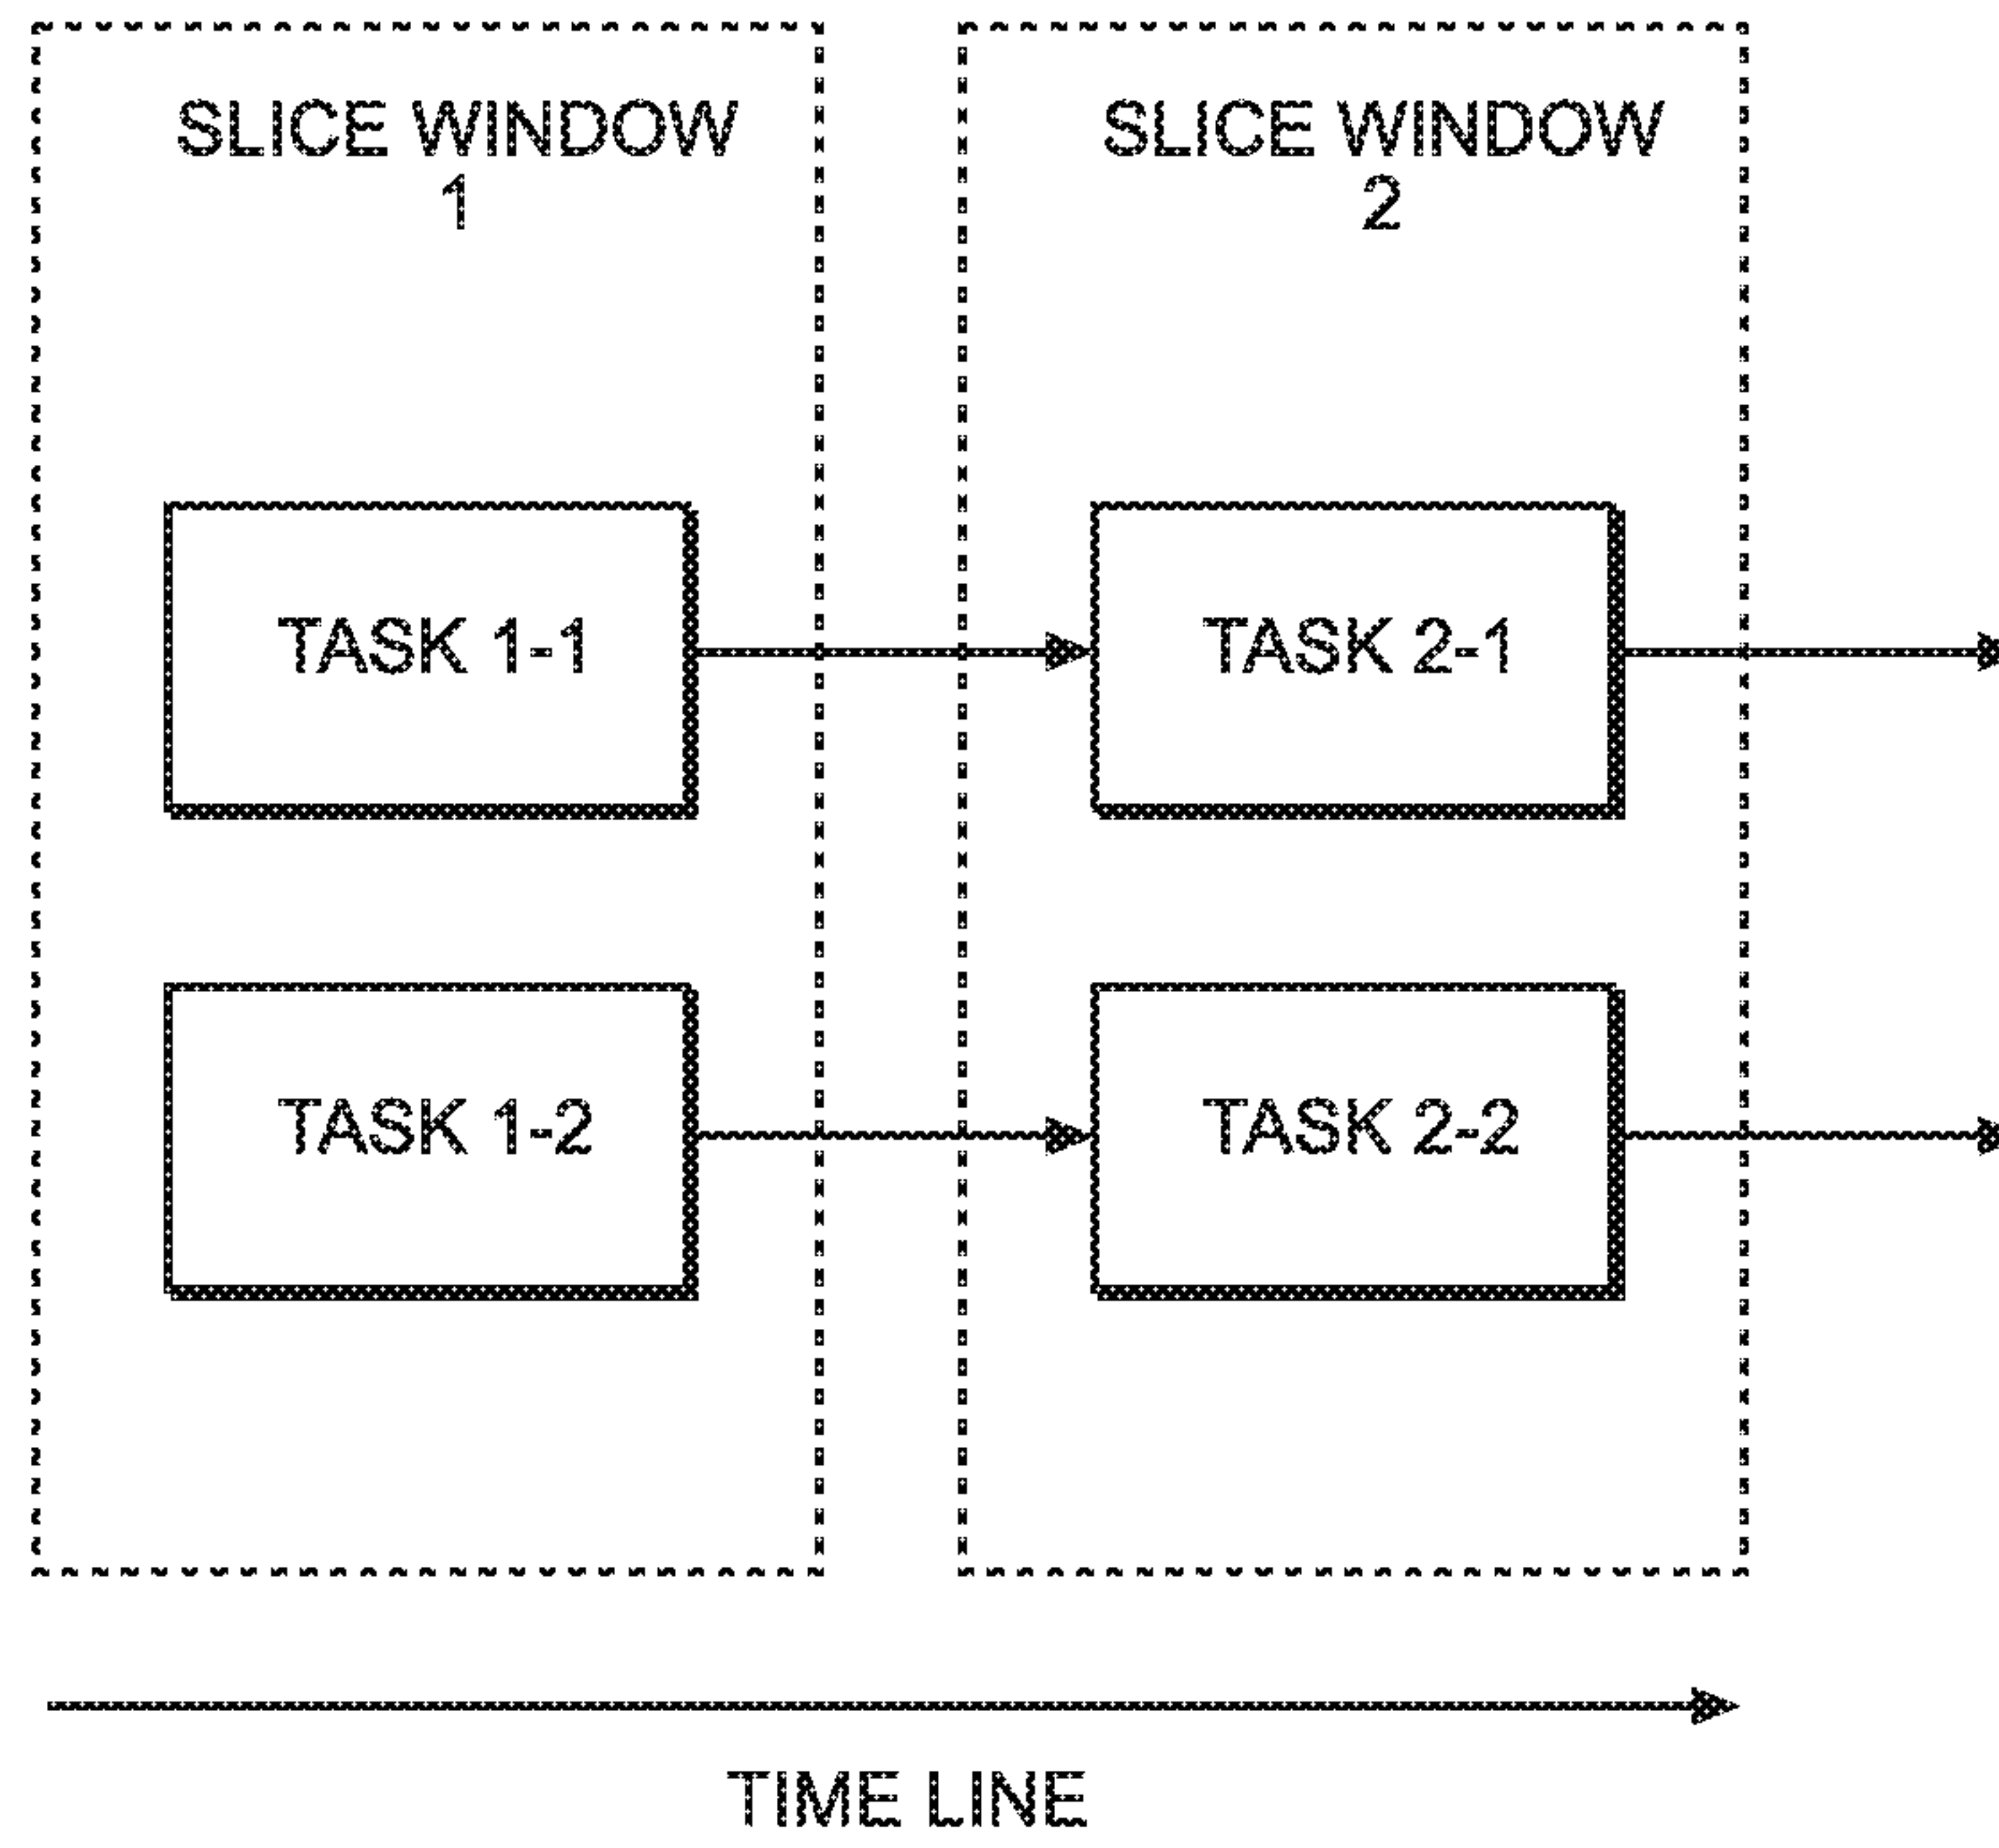 SLICE WINDOW
1
SLICE WINDOW
2
TASK 1-1
TASK 2-1
TASK 1-2
TASK 2-2
TIME LINE